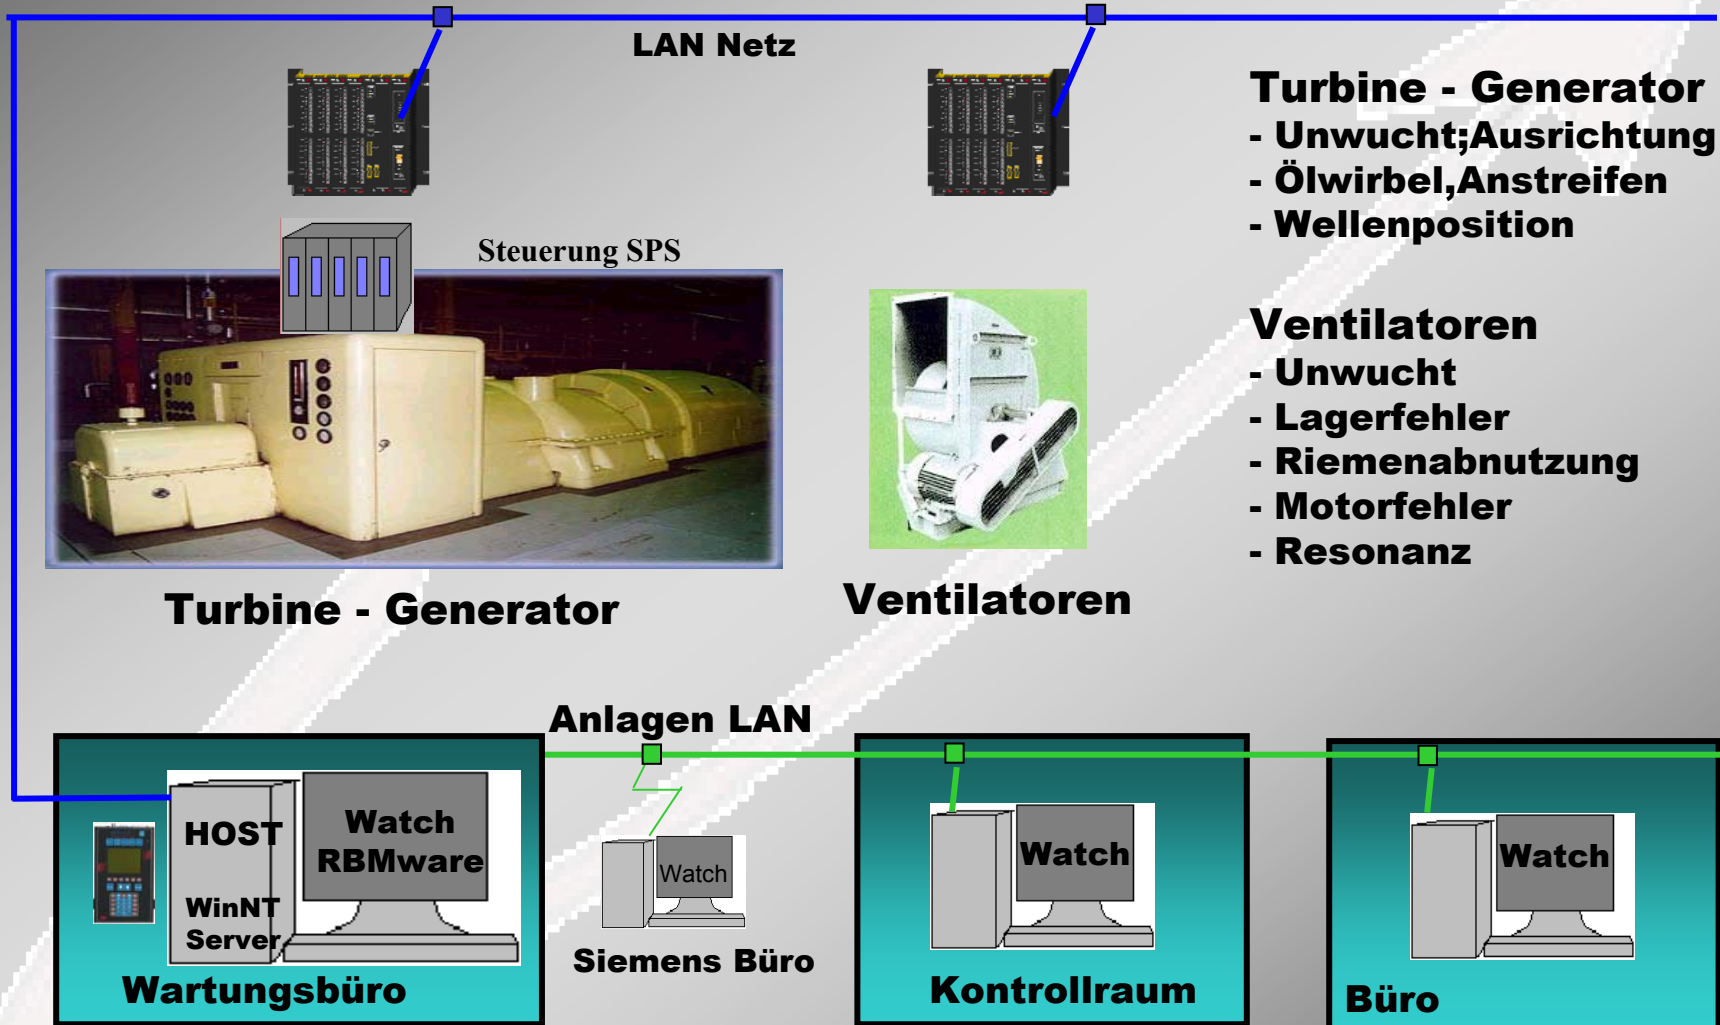 LAN Netz
Turbine - Generator
- Unwucht;Ausrichtung
- Ölwirbel,Anstreifen
- Wellenposition
Steuerung SPS
Ventilatoren
- Unwucht
- Lagerfehler
- Riemenabnutzung
- Motorfehler
- Resonanz
Turbine - Generator
Ventilatoren
Anlagen LAN
HOST
WinNT
Server
Watch
RBMware
Wartungsbüro
Watch
Siemens Büro
Watch
Kontrollraum
Watch
Büro